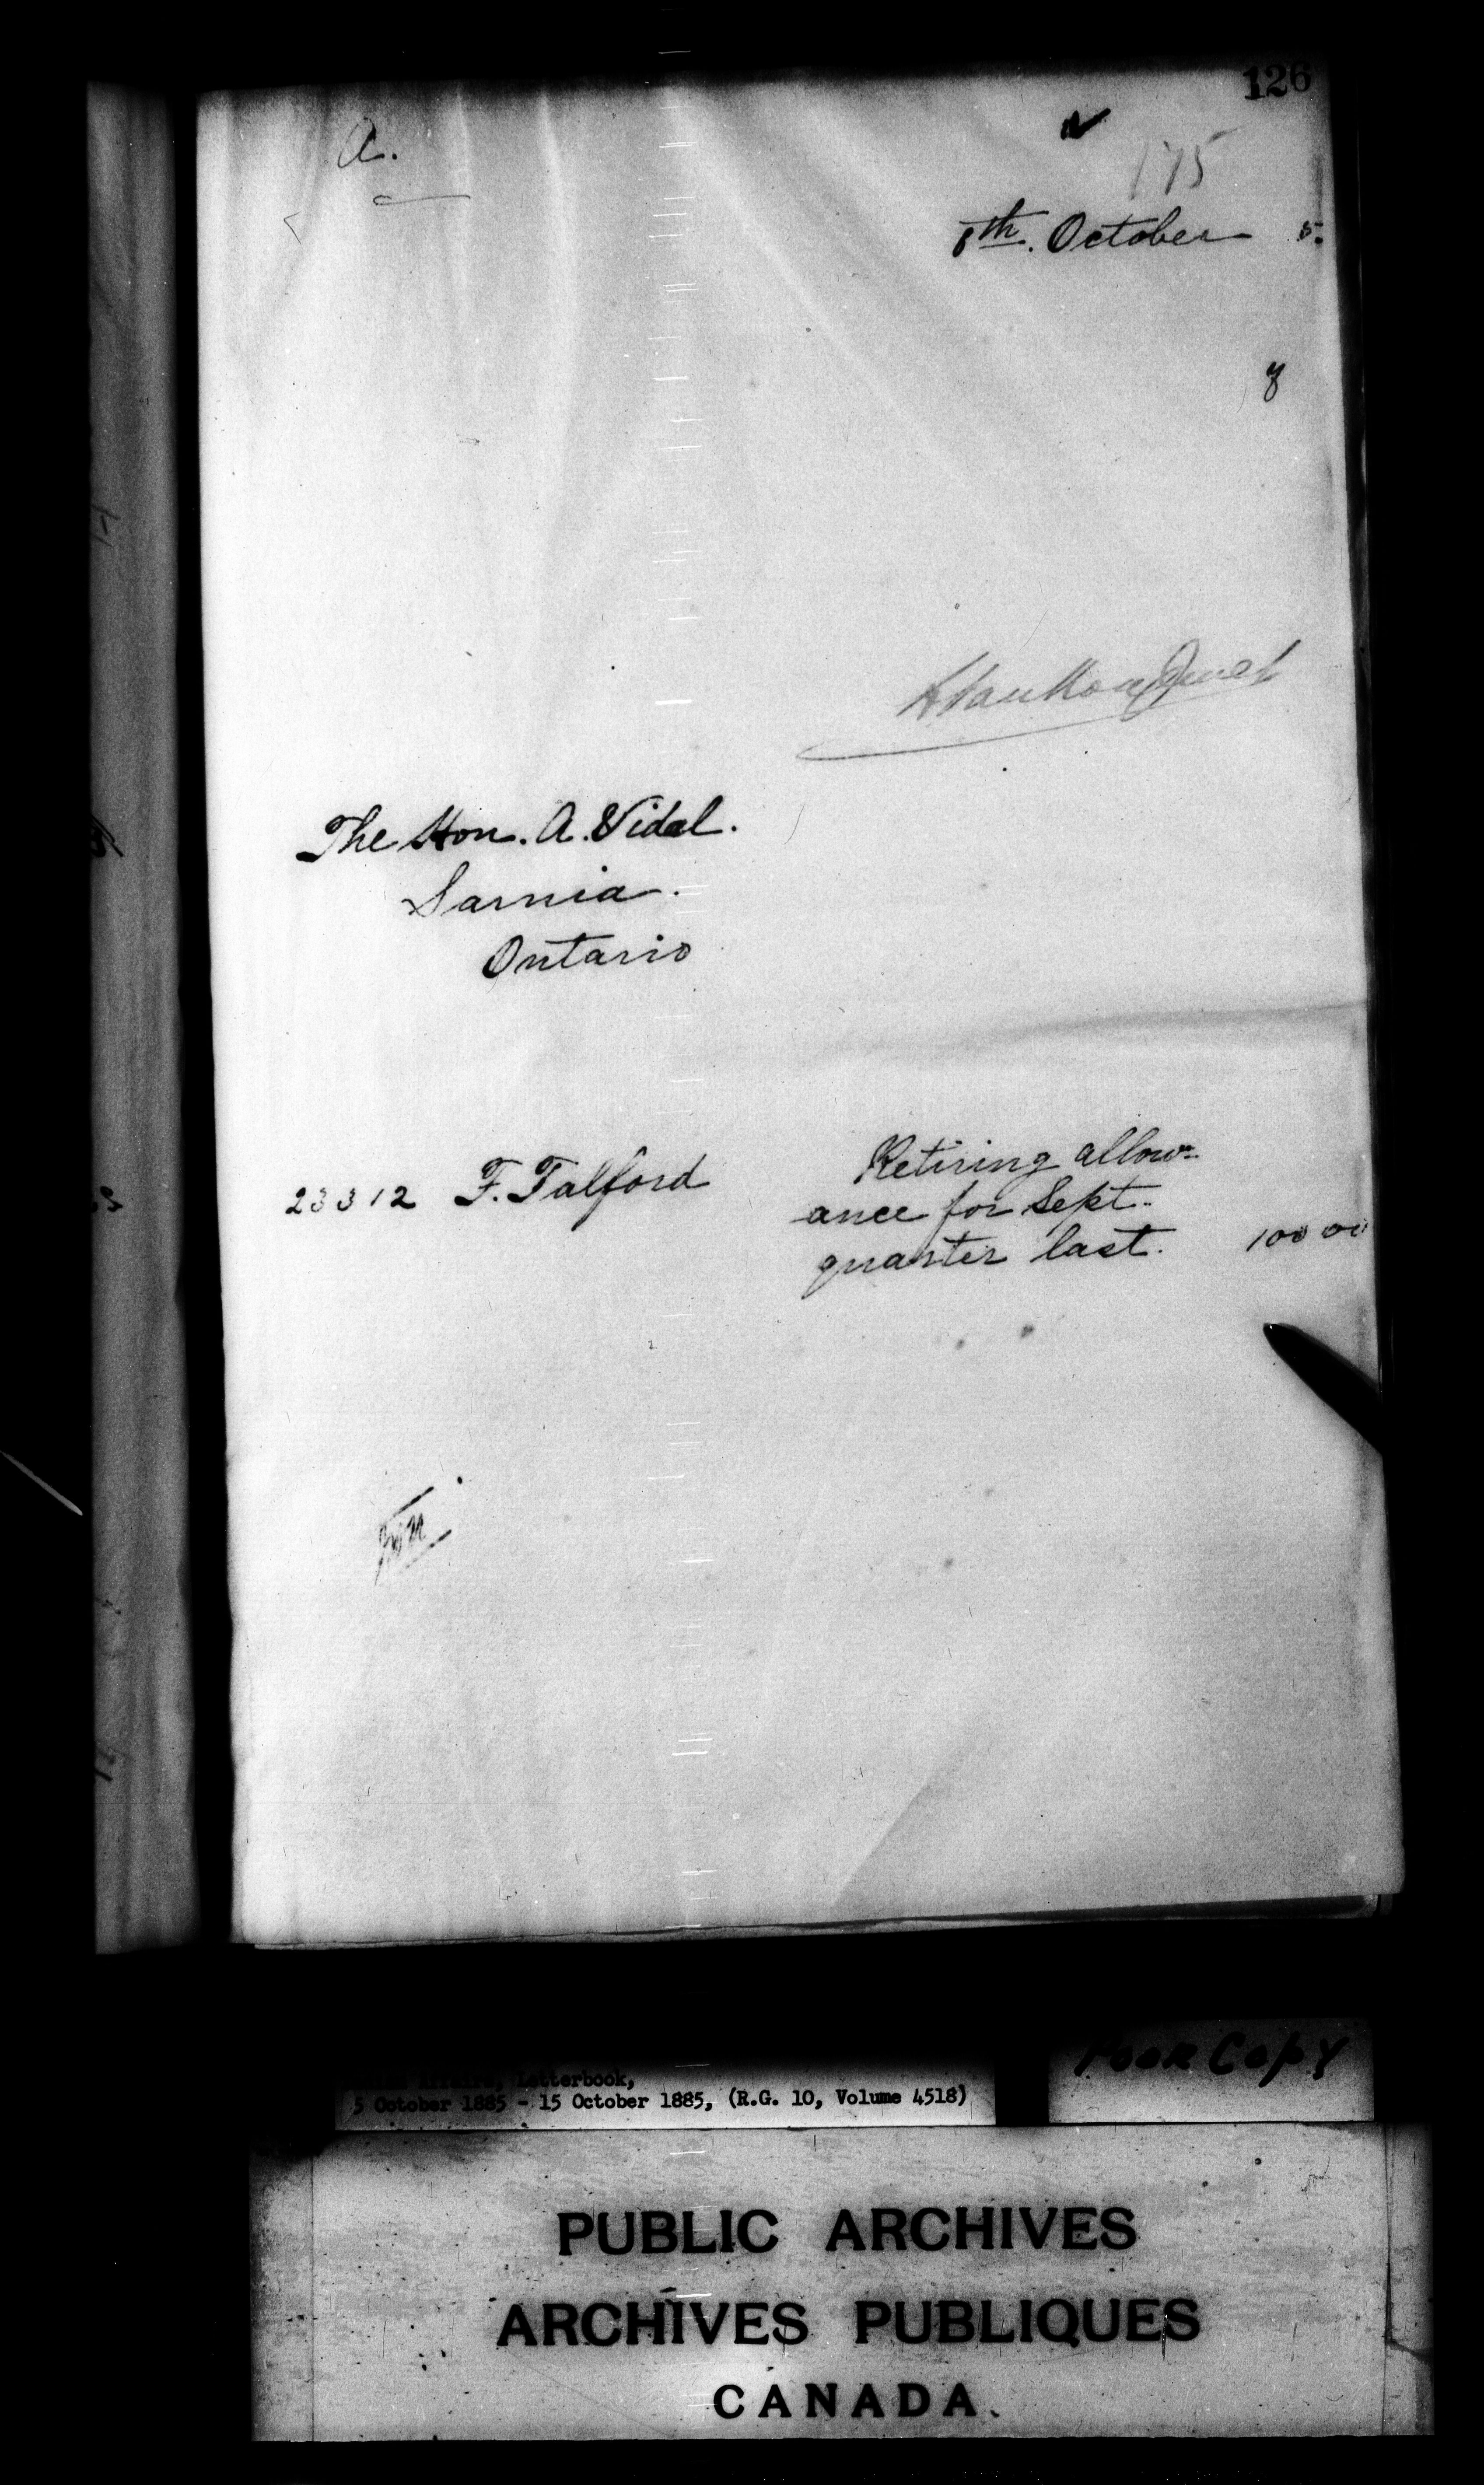 126
A.
175
8th. October 5.
8
The Hon. A. Vidal.
Sarnia.
Ontario
23312 F. Talford Retiring allow-
ance for Sept.
quarter last. 100 00
Letterbook,
5 October 1885 - 15 October 1885, (R.G. 10, Volume 4518)
Poor Copy
PUBLIC ARCHIVES
ARCHIVES PUBLIQUES
CANADA